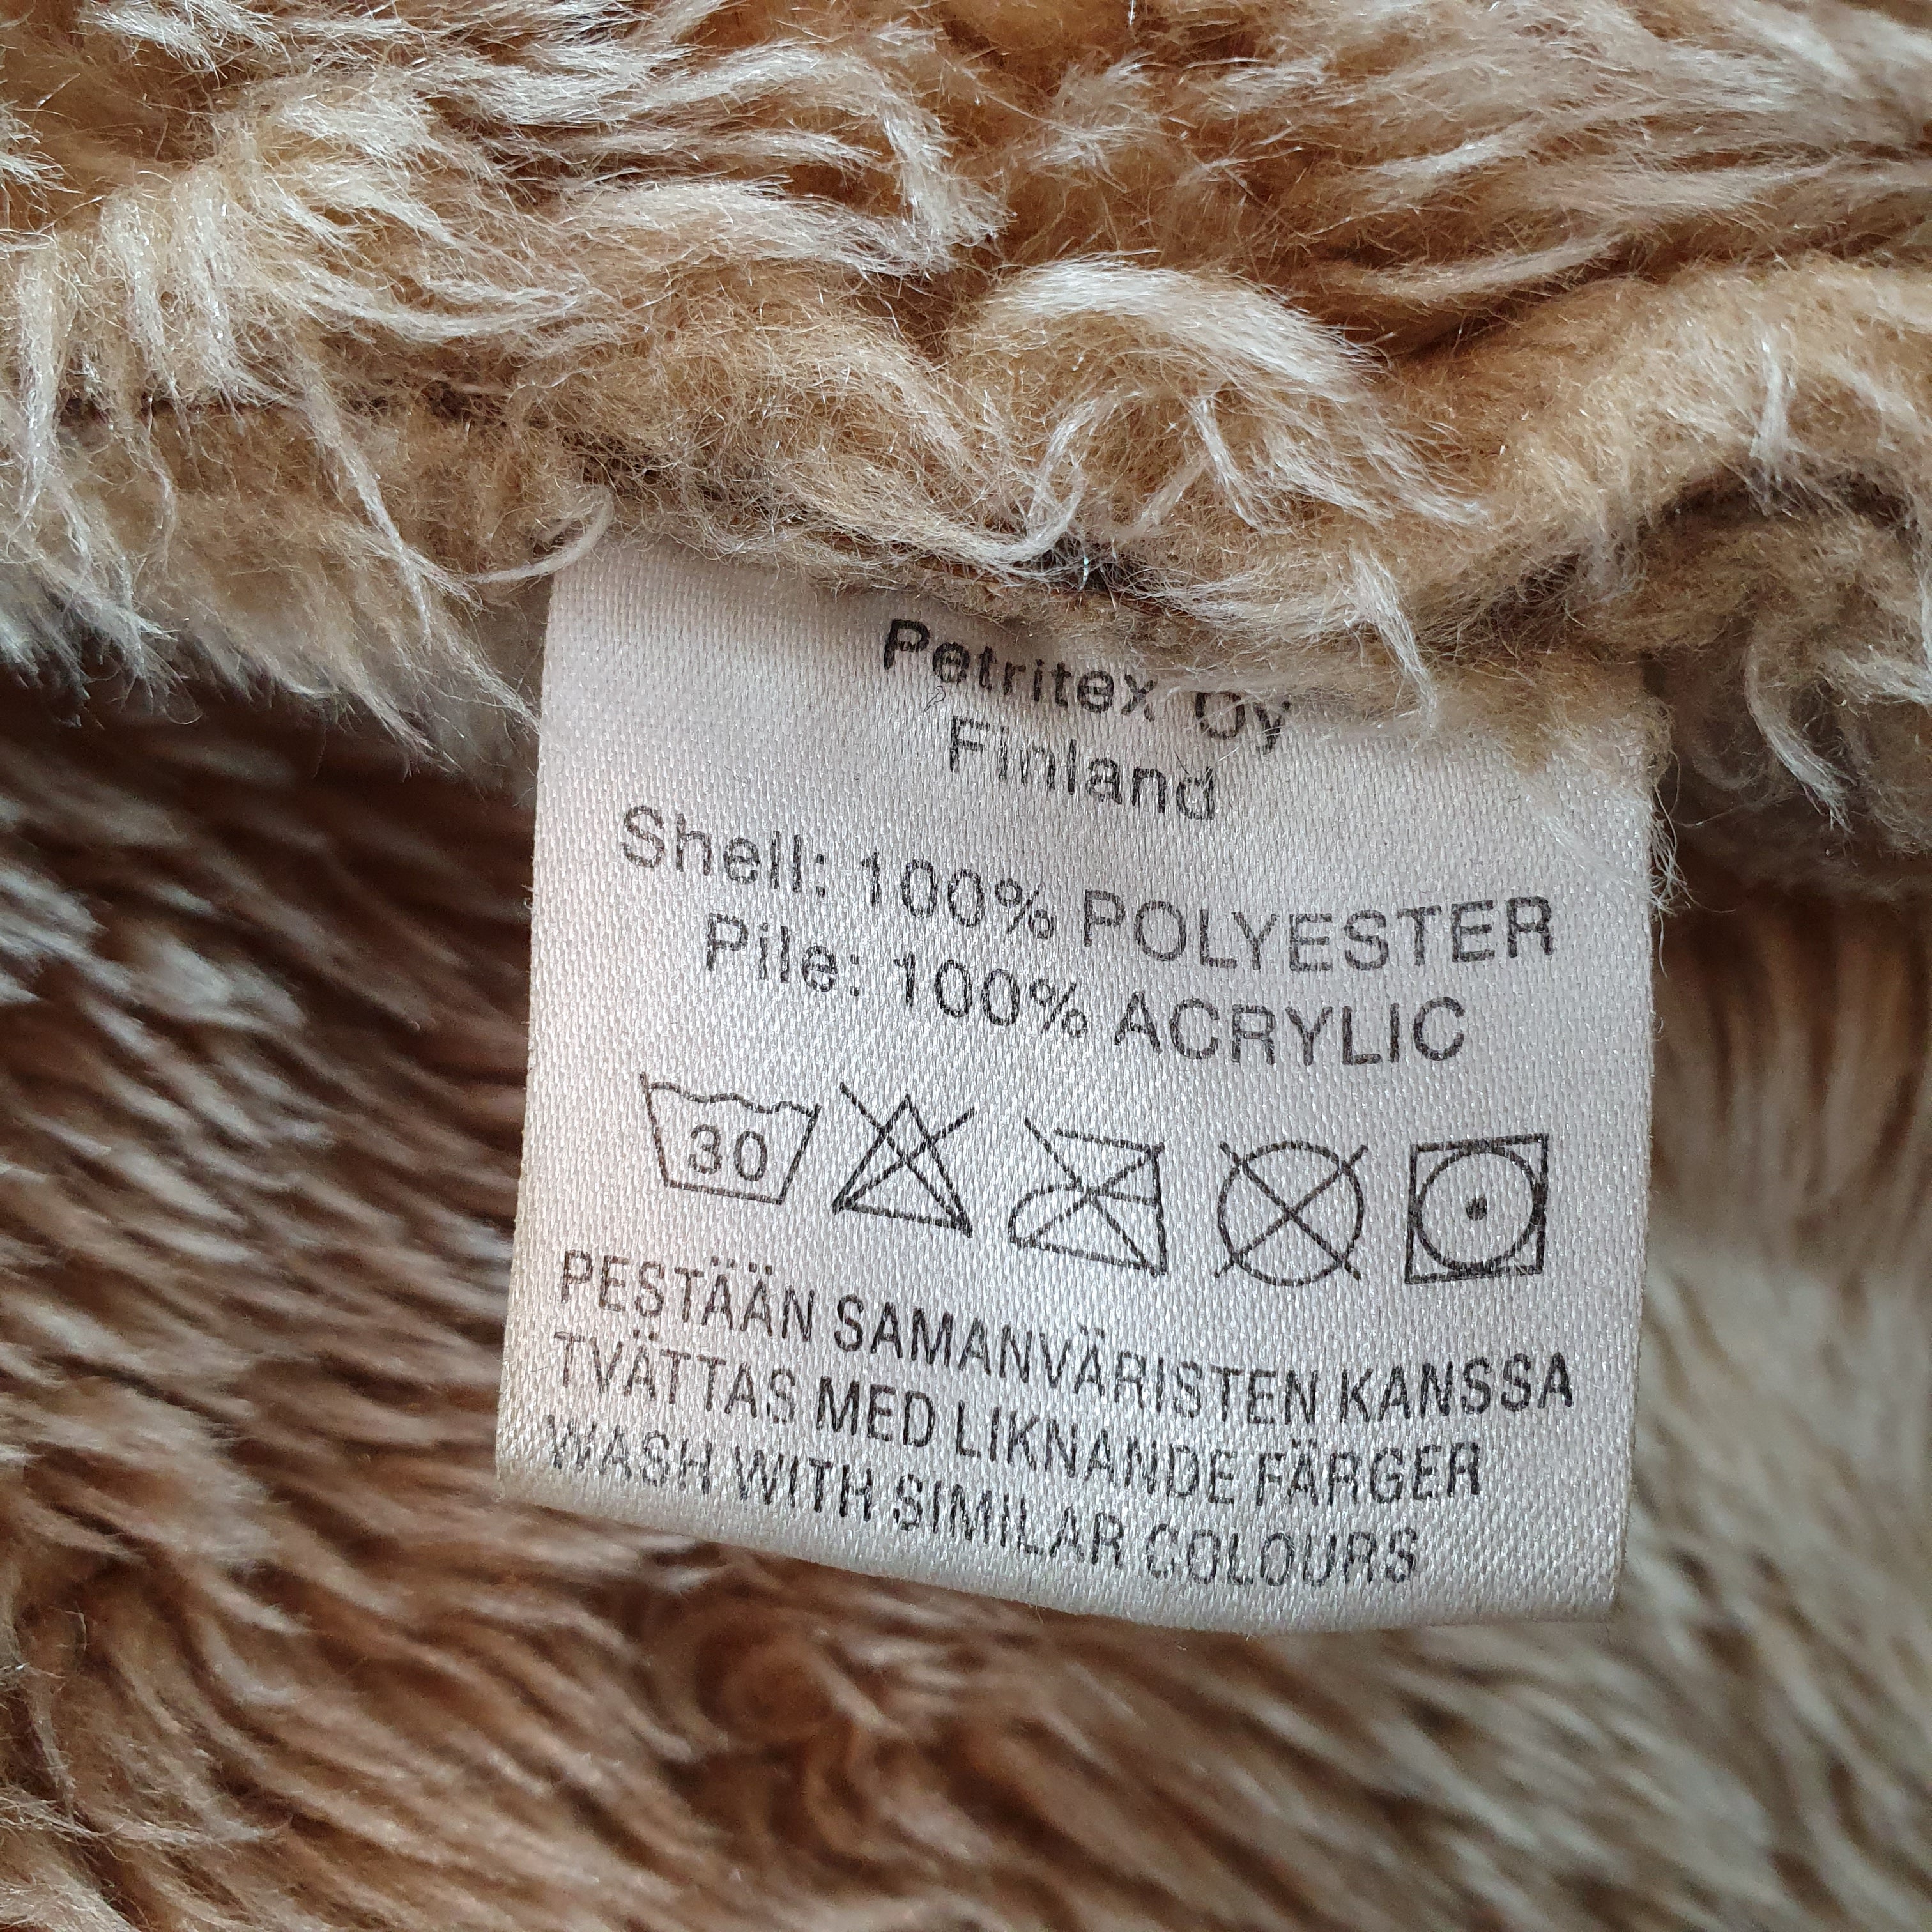 Petritex Oy
Finland
Shell: 100% POLYESTER
Pile: 100% ACRYLIC
30
PESTÄÄN SAMANVÄRISTEN KANSSA
TVÄTTAS MED LIKNANDE FÄRGER
WASH WITH SIMILAR COLOURS